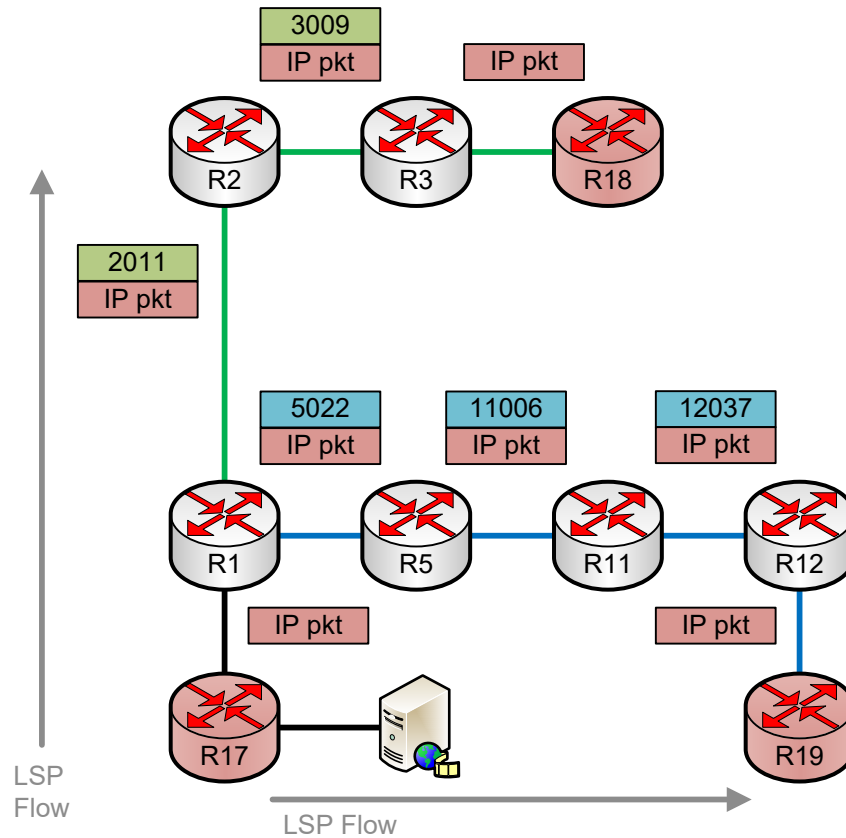 3009
IP pkt
IP pkt
R2
R3
R18
2011
IP pkt
5022
IP pkt
11006
IP pkt
12037
IP pkt
R1
R5
R11
R12
IP pkt
IP pkt
R17
R19
LSP
Flow
LSP Flow